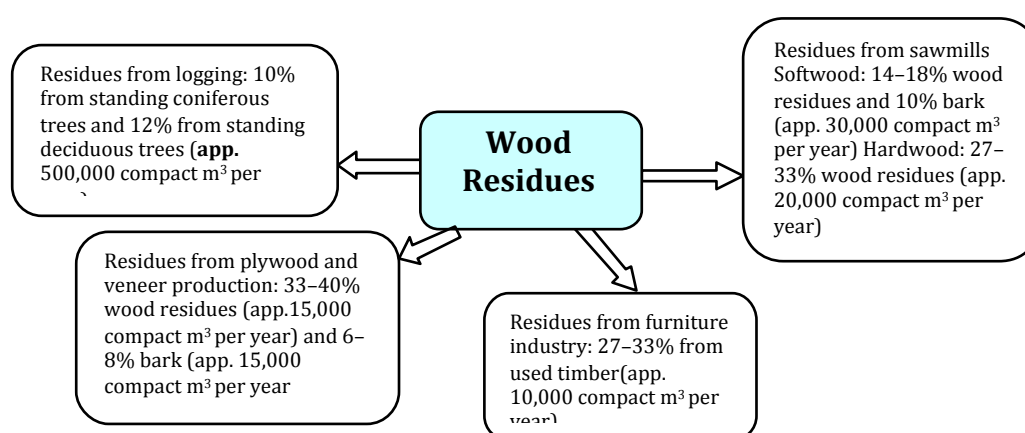 Residues from logging: 10%
from standing coniferous
trees and 12% from standing
deciduous trees (app.
500,000 compact m³ per
Wood
Residues
Residues from sawmills
Softwood: 14–18% wood
residues and 10% bark
(app. 30,000 compact m³
per year) Hardwood: 27–
33% wood residues (app.
20,000 compact m³ per
year)
Residues from plywood and
veneer production: 33–40%
wood residues (app.15,000
compact m³ per year) and 6–
8% bark (app. 15,000
compact m³ per year
Residues from furniture
industry: 27–33% from
used timber(app.
10,000 compact m³ per
year)